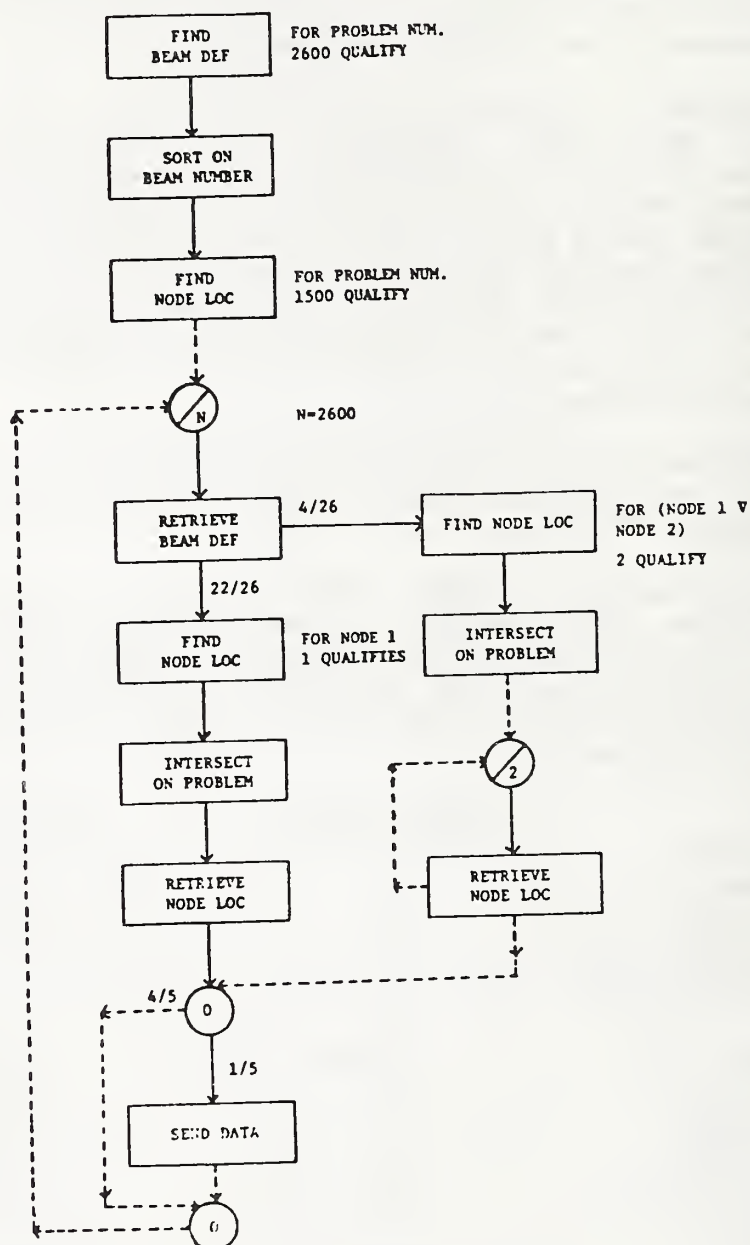 FIND
BEAM DEF
FOR PROBLEM NUM.
2600 QUALIFY
SORT ON
BEAM NUMBER
FIND
NODE LOC
FOR PROBLEM NUM.
1500 QUALIFY
N
N=2600
RETRIEVE
BEAM DEF
4/26
FIND NODE LOC
FOR (NODE 1 ∇
NODE 2)
2 QUALIFY
22/26
FIND
NODE LOC
FOR NODE 1
1 QUALIFIES
INTERSECT
ON PROBLEM
INTERSECT
ON PROBLEM
2
RETRIEVE
NODE LOC
RETRIEVE
NODE LOC
4/5
0
1/5
SEND DATA
0